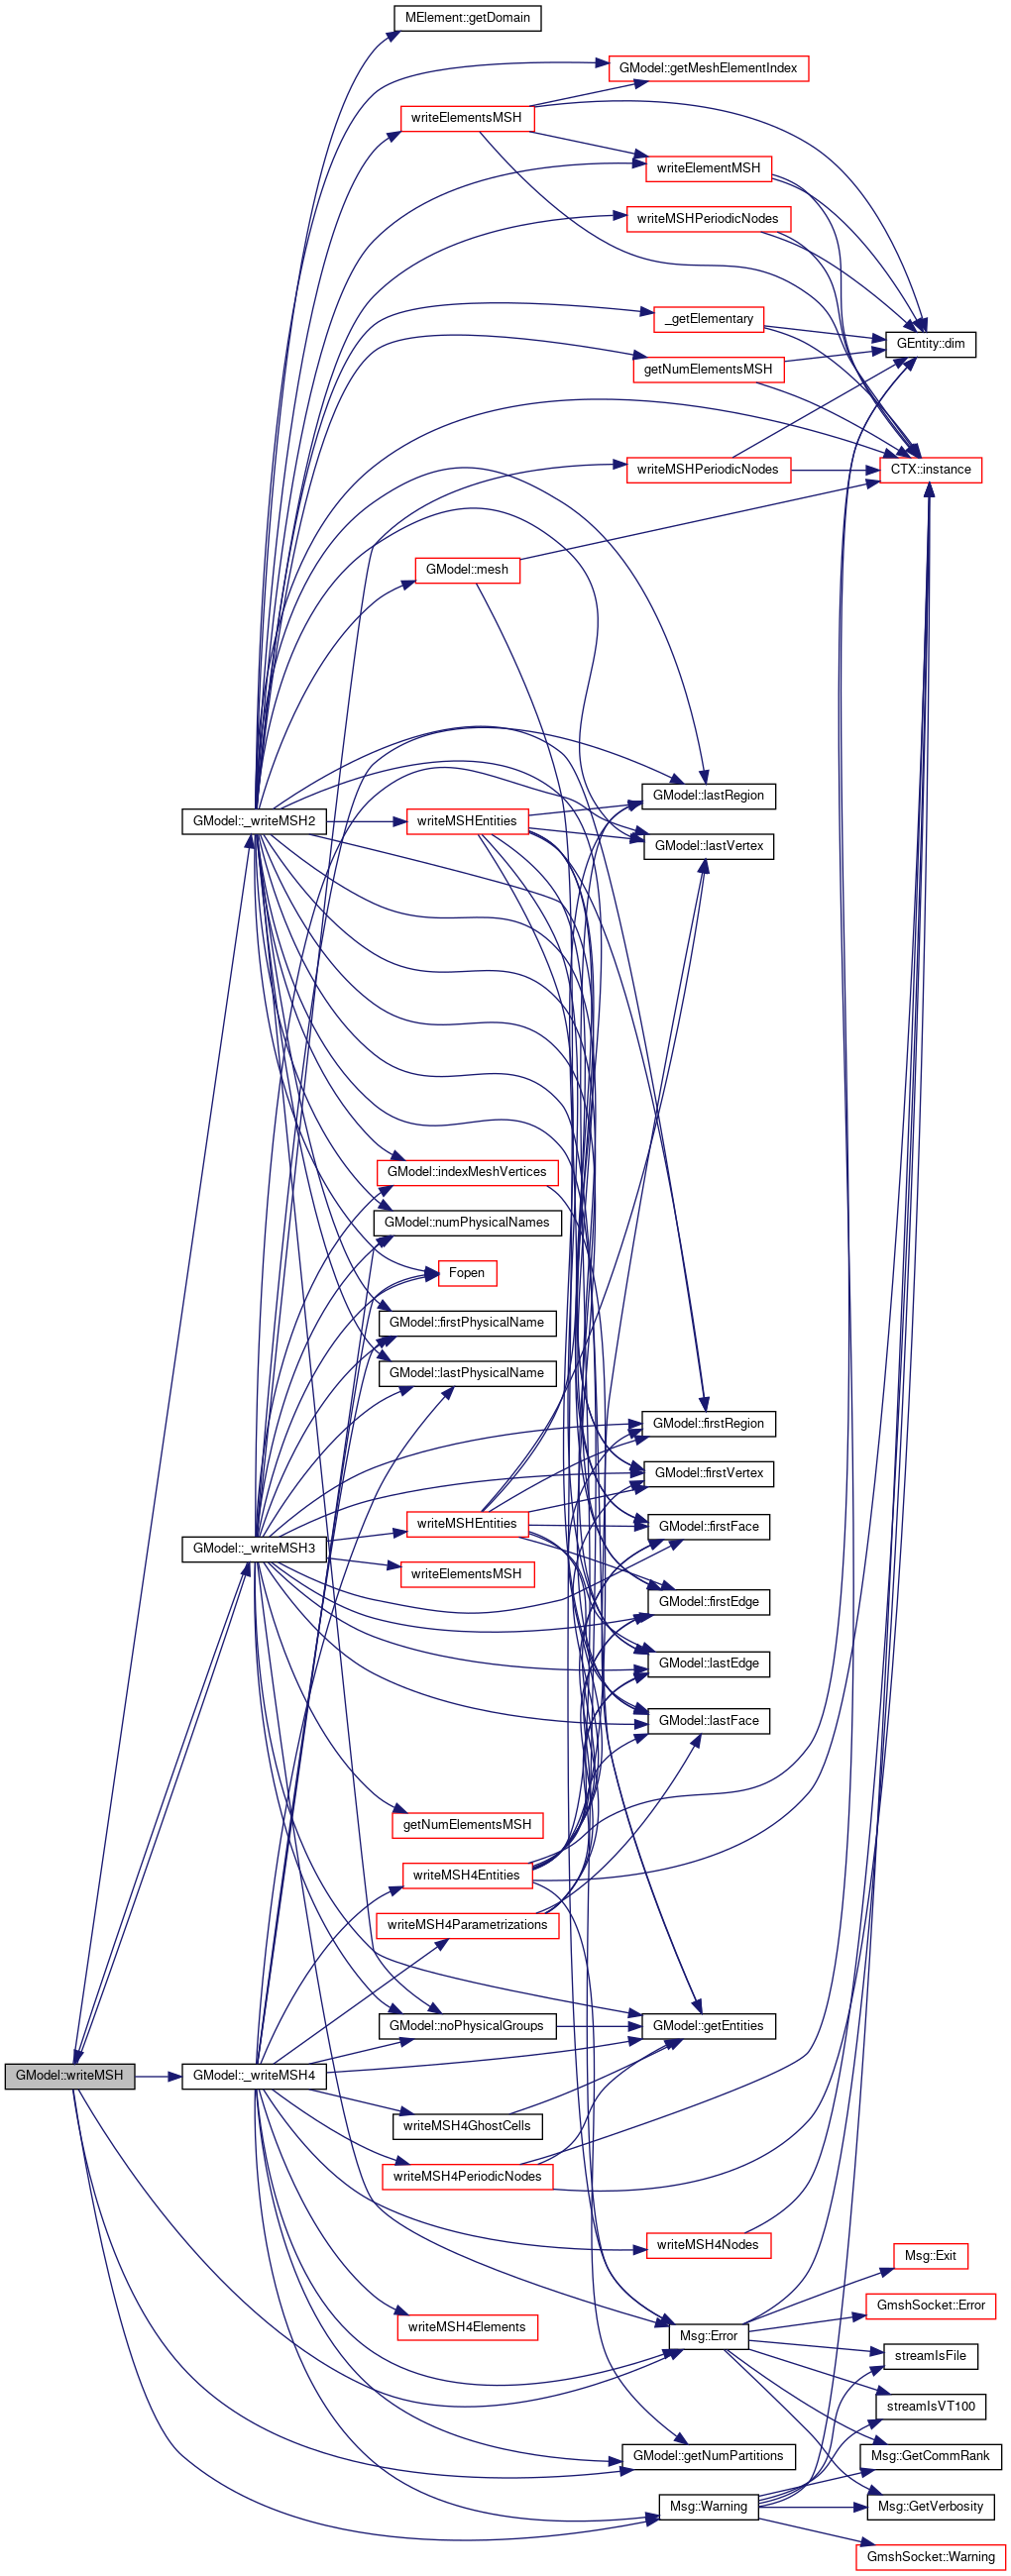 MElement::getDomain
GModel::getMeshElementIndex
writeElementsMSH
writeElementMSH
writeMSHPeriodicNodes
_getElementary
GEntity::dim
getNumElementsMSH
writeMSHPeriodicNodes
CTX::instance
GModel::mesh
GModel::lastRegion
GModel::_writeMSH2
writeMSHEntities
GModel::lastVertex
GModel::indexMeshVertices
GModel::numPhysicalNames
Fopen
GModel::firstPhysicalName
GModel::lastPhysicalName
GModel::firstRegion
GModel::firstVertex
writeMSHEntities
GModel::firstFace
GModel::_writeMSH3
writeElementsMSH
GModel::firstEdge
GModel::lastEdge
GModel::lastFace
getNumElementsMSH
writeMSH4Entities
writeMSH4Parametrizations
GModel::noPhysicalGroups
GModel::getEntities
GModel::writeMSH
GModel::_writeMSH4
writeMSH4GhostCells
writeMSH4PeriodicNodes
writeMSH4Nodes
Msg::Exit
GmshSocket::Error
writeMSH4Elements
Msg::Error
streamIsFile
streamIsVT100
GModel::getNumPartitions
Msg::GetCommRank
Msg::Warning
Msg::GetVerbosity
GmshSocket::Warning